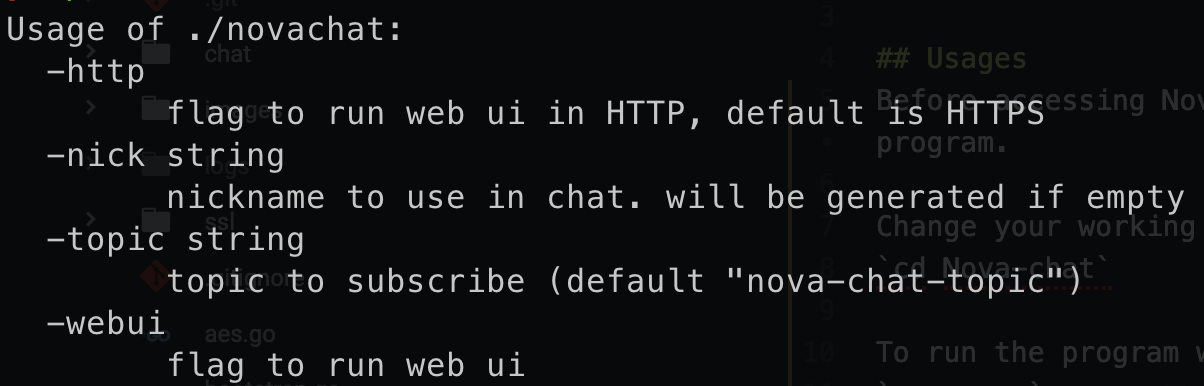 Usage of ./novachat:
-http
flag to run web ui in HTTP, default is HTTPS
-nick string
nickname to use in chat. will be generated if empty
-topic string
topic to subscribe (default "nova-chat-topic")
-webui
flag to run web ui
.git
chat
images
logs
ssl
.gitignore
aes.go
3
4 ## Usages
Before accessing Nov
program.
7 Change your working
`cd Nova-chat`
9
10 To run the program w